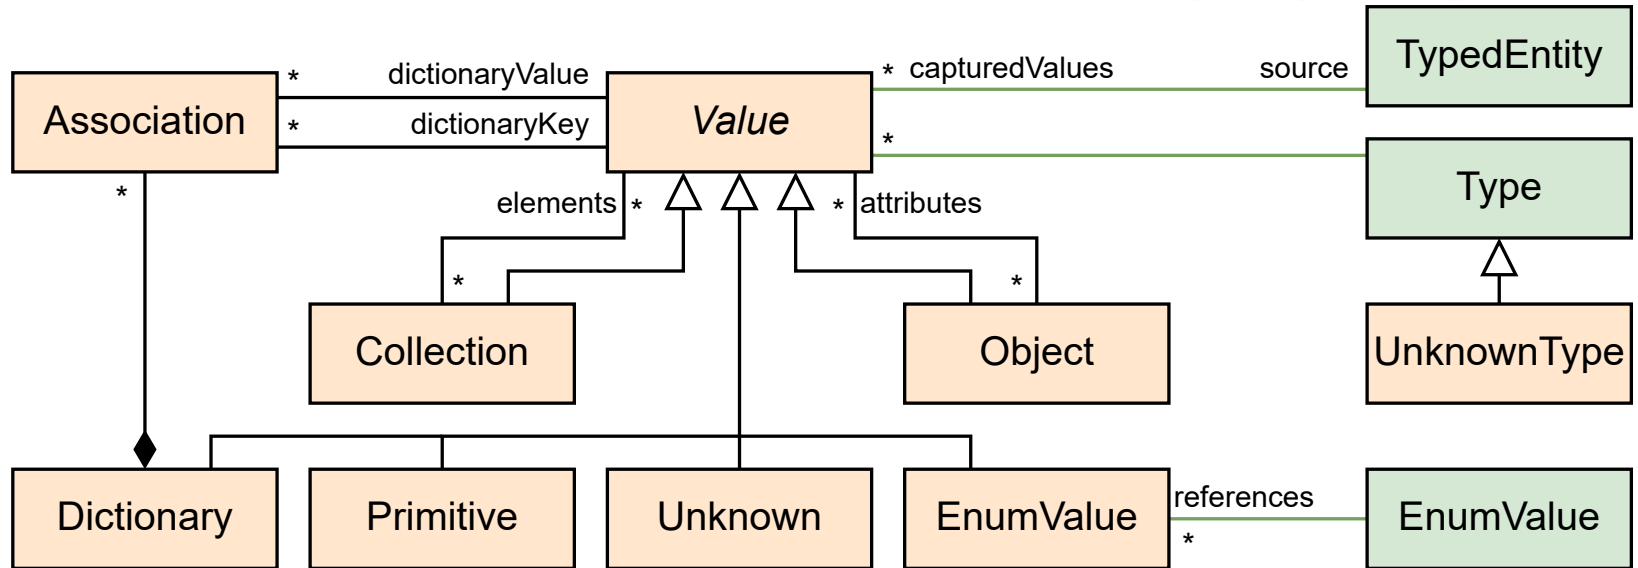 TypedEntity
* dictionaryValue
* capturedValues source
Association
Value
* dictionaryKey
*
Type
*
elements *
* attributes
*
*
Collection
Object
UnknownType
references
Dictionary
Primitive
Unknown
EnumValue
EnumValue
*